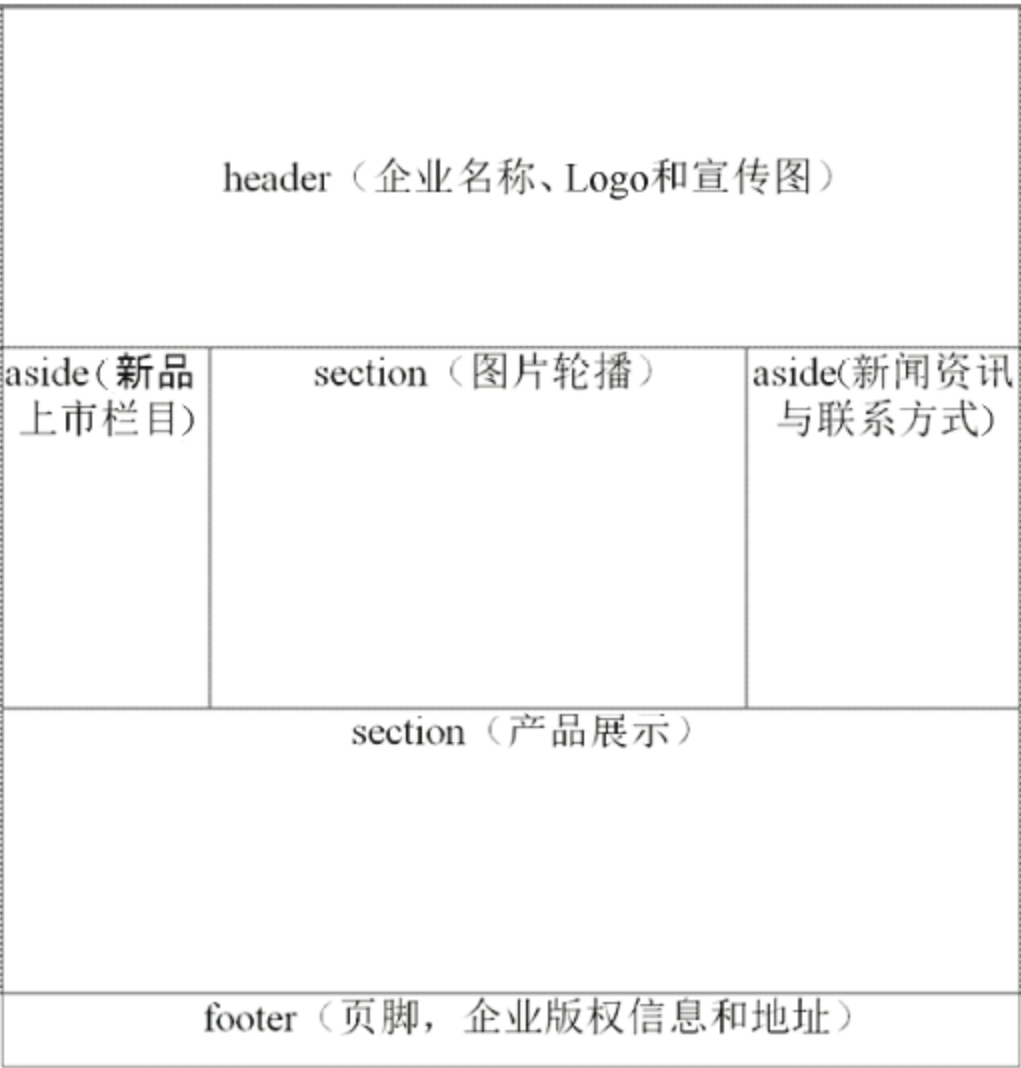 header（企业名称、Logo和宣传图）
aside(新品
上市栏目)
section（图片轮播）
aside(新闻资讯
与联系方式)
section（产品展示）
footer（页脚，企业版权信息和地址）